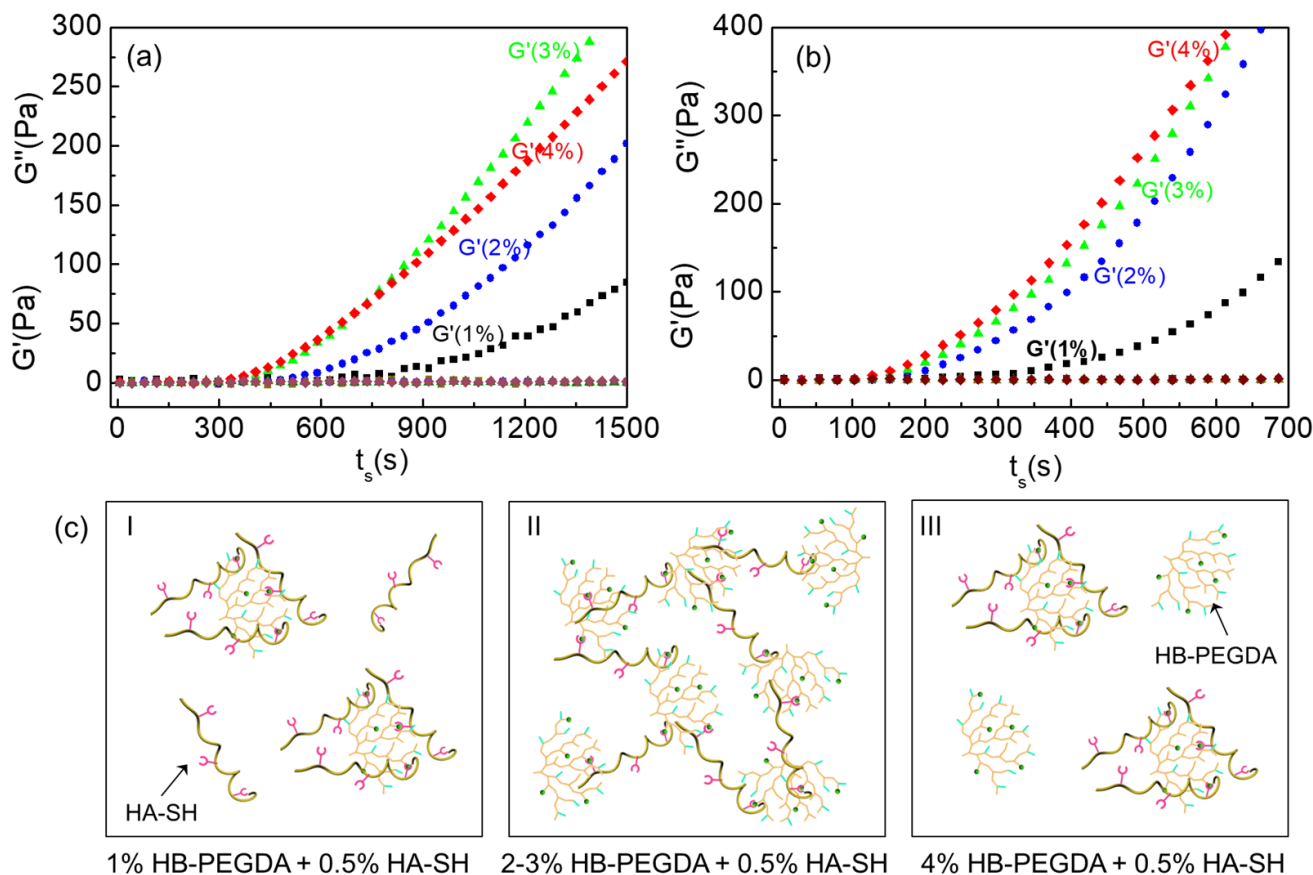 (a)
G'(3%)
G'(4%)
G'(2%)
G'(1%)
G''(Pa)
G'(Pa)
300
250
200
150
100
50
0
0 300 600 900 1200 1500
t_s(s)
(b)
G'(4%)
G'(3%)
G'(2%)
G'(1%)
G''(Pa)
G'(Pa)
400
300
200
100
0
0 100 200 300 400 500 600 700
t_s(s)
(c)
I
HA-SH
1% HB-PEGDA + 0.5% HA-SH
II
2-3% HB-PEGDA + 0.5% HA-SH
III
HB-PEGDA
4% HB-PEGDA + 0.5% HA-SH